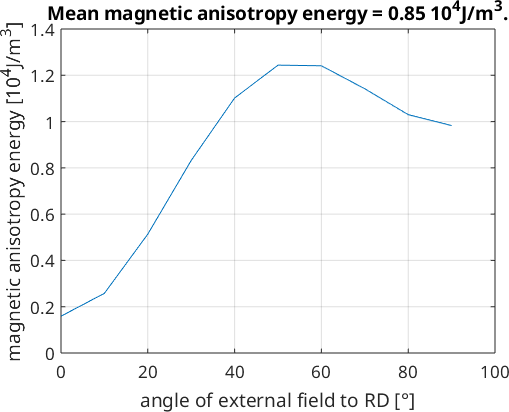 Mean magnetic anisotropy energy = 0.85 10⁴J/m³.
magnetic anisotropy energy [10⁴J/m³]
1.4
1.2
1
0.8
0.6
0.4
0.2
0
0 20 40 60 80 100
angle of external field to RD [°]